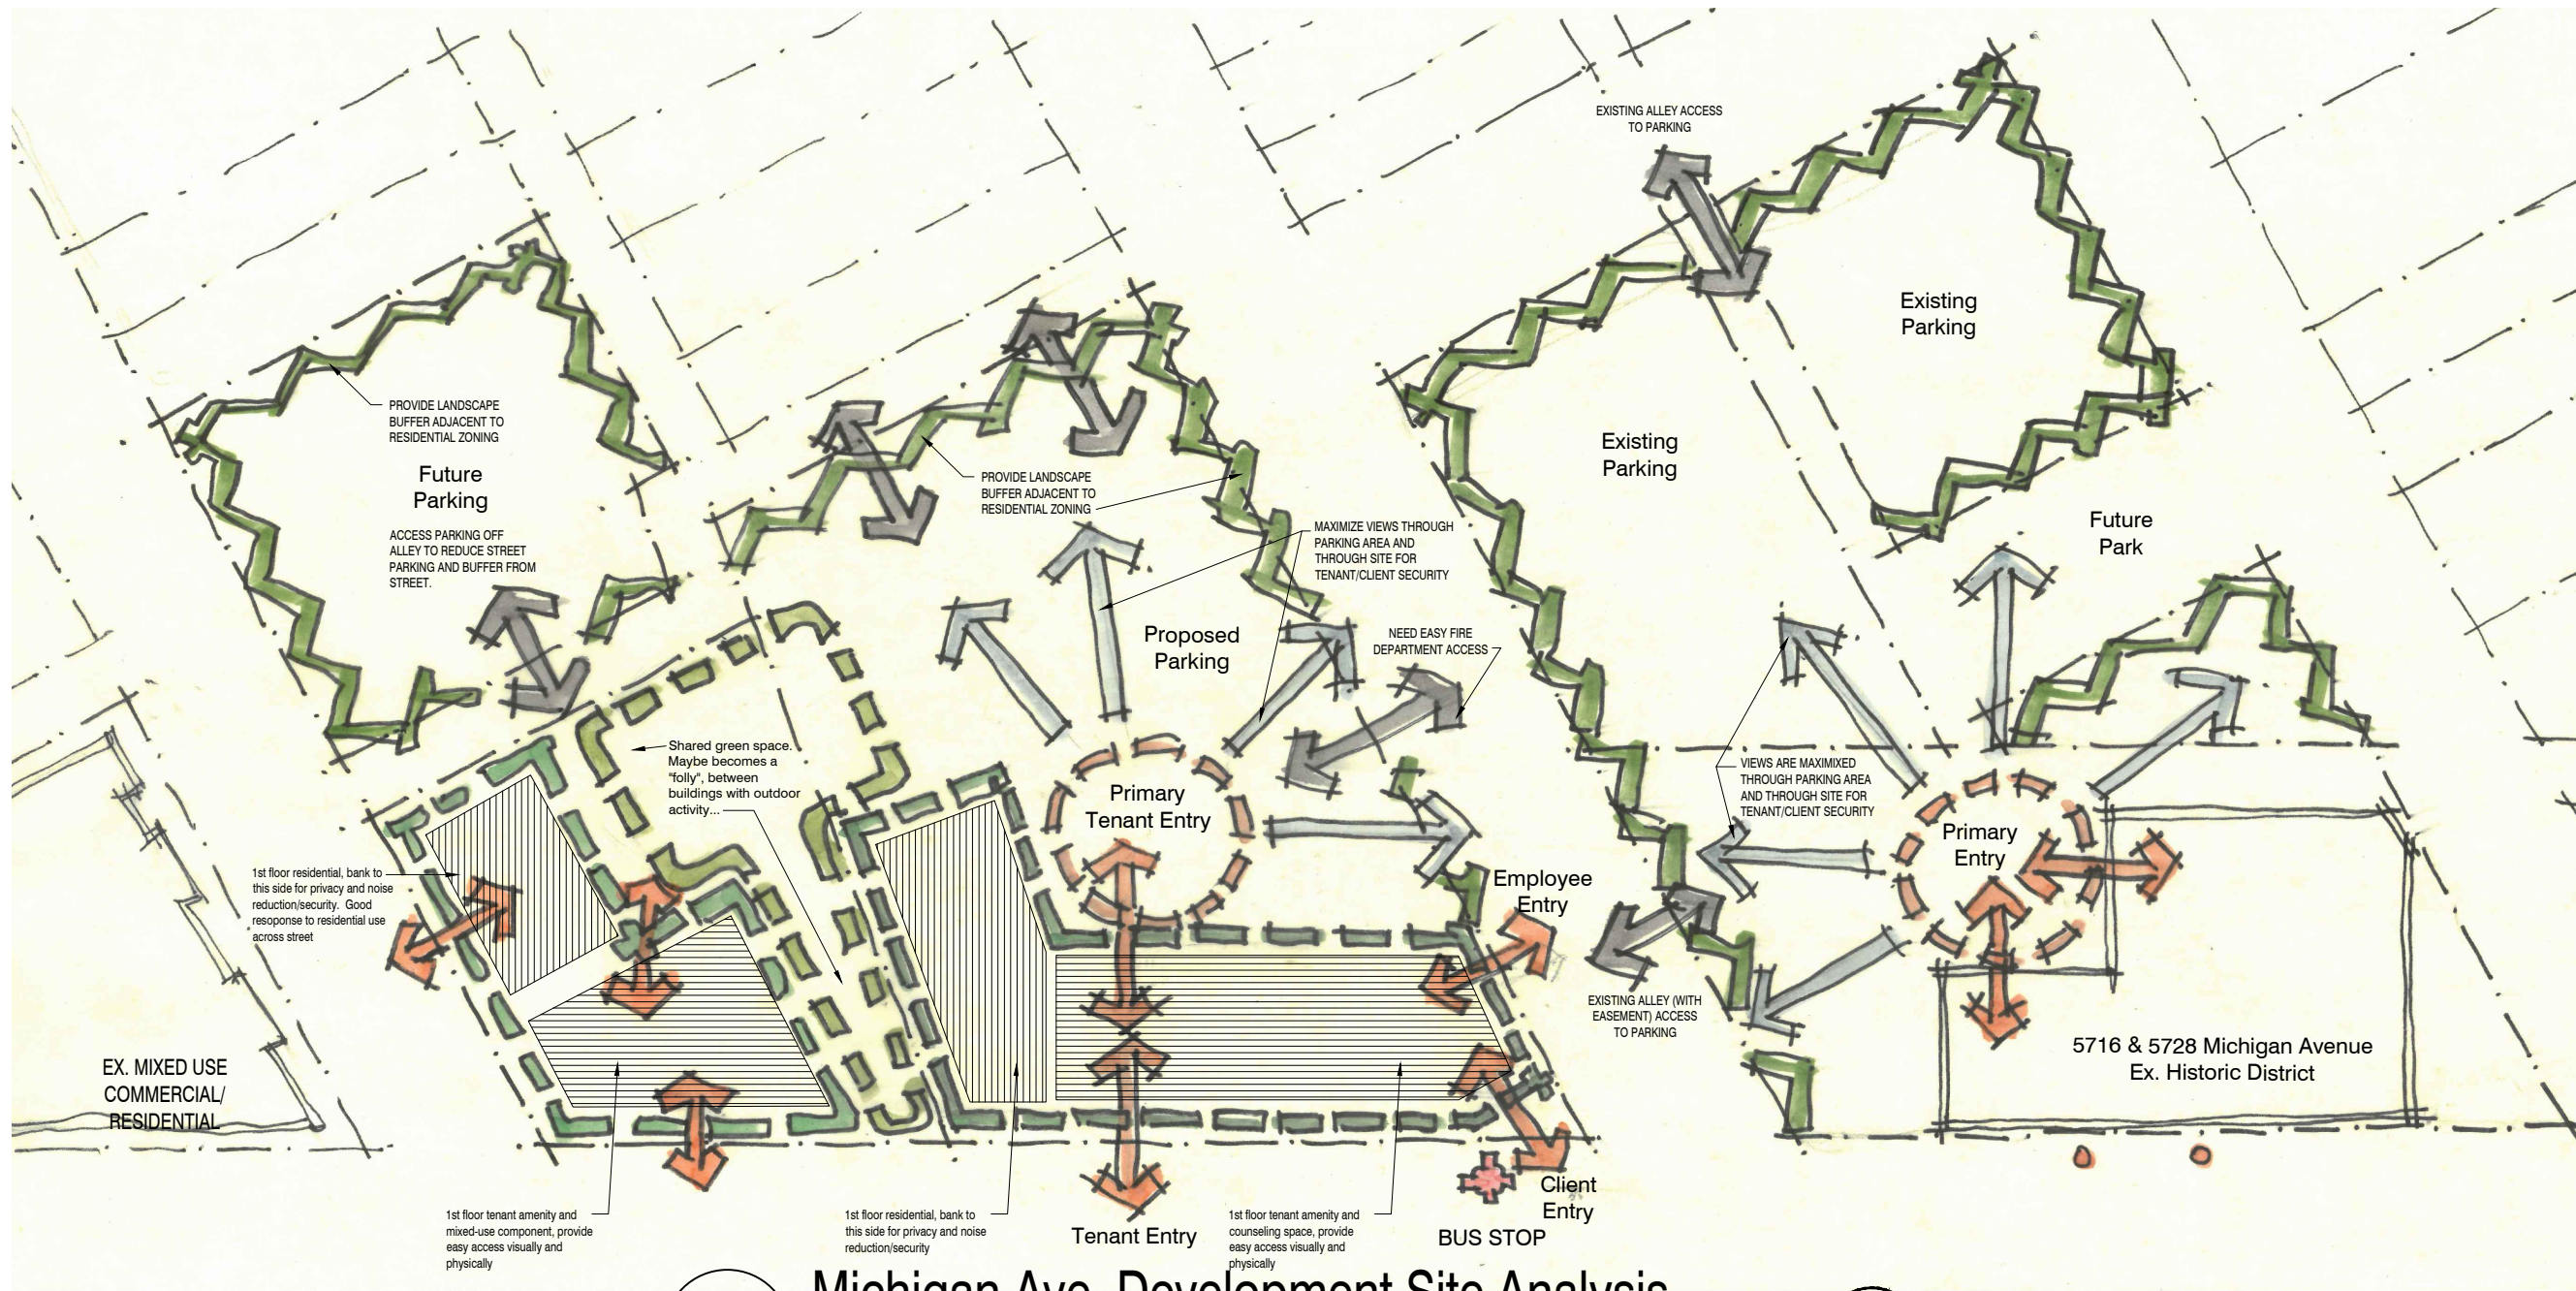 EXISTING ALLEY ACCESS
TO PARKING
Existing
Parking
PROVIDE LANDSCAPE
BUFFER ADJACENT TO
RESIDENTIAL ZONING
Future
Parking
ACCESS PARKING OFF
ALLEY TO REDUCE STREET
PARKING AND BUFFER FROM
STREET.
PROVIDE LANDSCAPE
BUFFER ADJACENT TO
RESIDENTIAL ZONING
Existing
Parking
MAXIMIZE VIEWS THROUGH
PARKING AREA AND
THROUGH SITE FOR
TENANT/CLIENT SECURITY
Future
Park
Proposed
Parking
NEED EASY FIRE
DEPARTMENT ACCESS
Shared green space.
Maybe becomes a
"folly", between
buildings with outdoor
activity...
VIEWS ARE MAXIMIXED
THROUGH PARKING AREA
AND THROUGH SITE FOR
TENANT/CLIENT SECURITY
Primary
Tenant Entry
Primary
Entry
1st floor residential, bank to
this side for privacy and noise
reduction/security. Good
resoponse to residential use
across street
Employee
Entry
EXISTING ALLEY (WITH
EASEMENT) ACCESS
TO PARKING
EX. MIXED USE
COMMERCIAL/
RESIDENTIAL
5716 & 5728 Michigan Avenue
Ex. Historic District
1st floor tenant amenity and
mixed-use component, provide
easy access visually and
physically
1st floor residential, bank to
this side for privacy and noise
reduction/security
Tenant Entry
1st floor tenant amenity and
counseling space, provide
easy access visually and
physically
Client
Entry
BUS STOP
Michigan Ave. Development Site Analysis